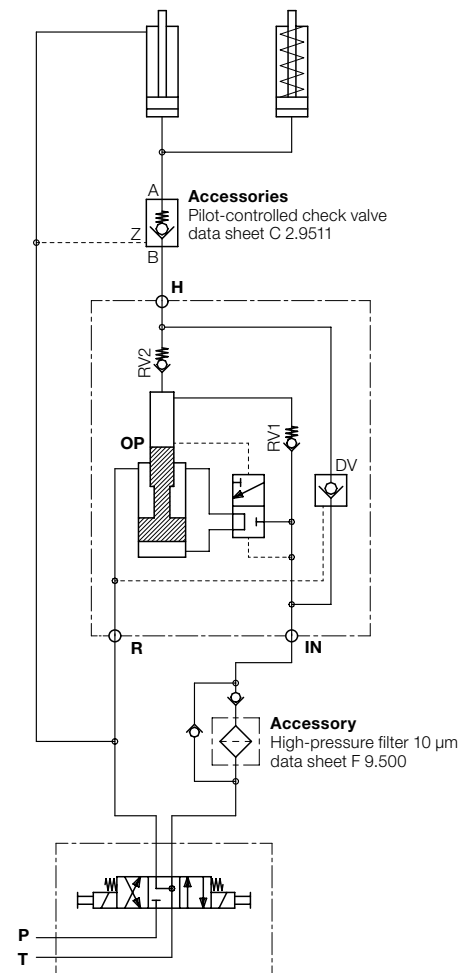 A
Accessories
Pilot-controlled check valve
Z
data sheet C 2.9511
B
H
RV2
OP
RV1
DV
R
IN
Accessory
High-pressure filter 10 µm
data sheet F 9.500
P
T